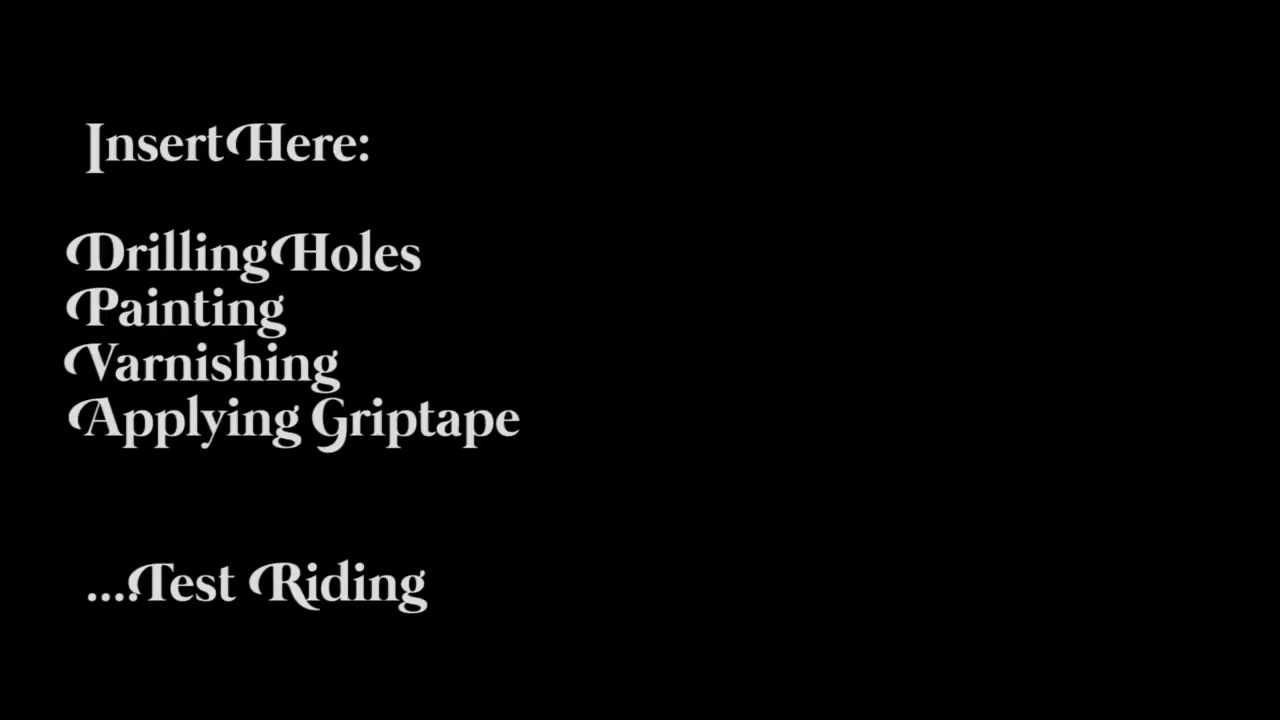 Insert Here:
Drilling Holes
Painting
Varnishing
Applying Griptape
....Test Riding